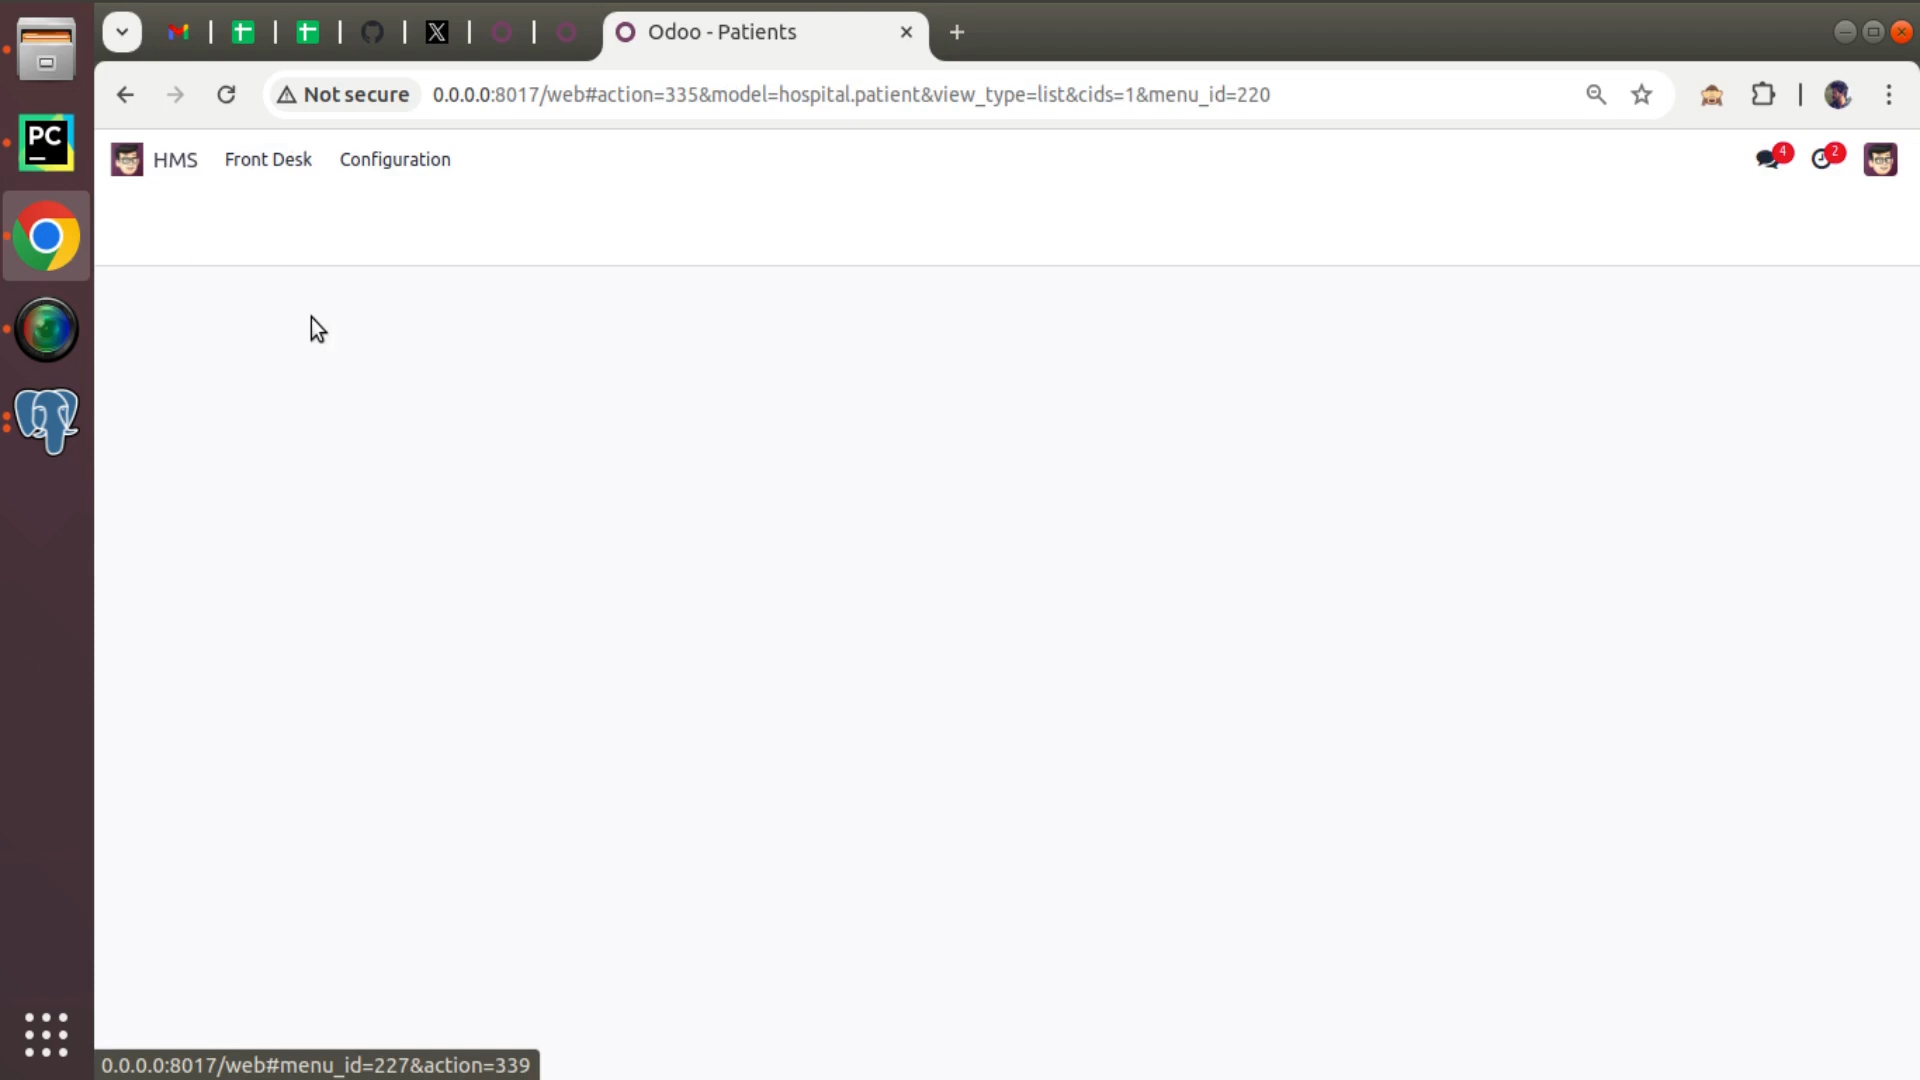 Odoo - Patients
Not secure 0.0.0.0:8017/web#action=335&model=hospital.patient&view_type=list&cids=1&menu_id=220
PC
HMS Front Desk Configuration 4 2
0.0.0.0:8017/web#menu_id=227&action=339